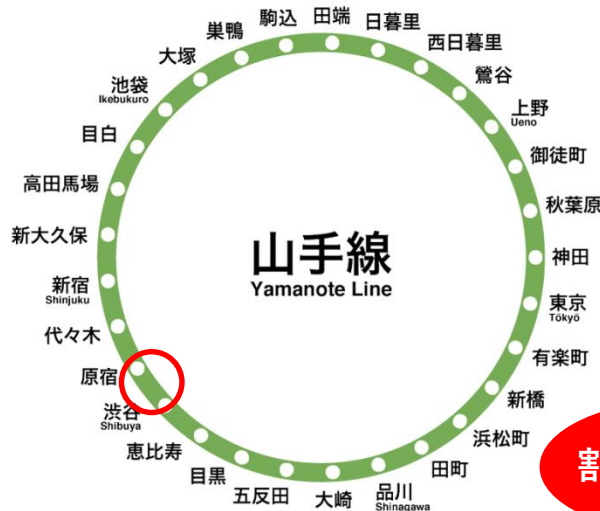 駒込
田端
巣鴨
日暮里
大塚
西日暮里
池袋
Ikebukuro
鶯谷
目白
上野
Ueno
高田馬場
御徒町
新大久保
秋葉原
山手線
Yamanote Line
神田
新宿
Shinjuku
東京
Tōkyō
代々木
有楽町
原宿
新橋
渋谷
Shibuya
浜松町
恵比寿
田町
目黒
品川
Shinagawa
五反田
大崎
割